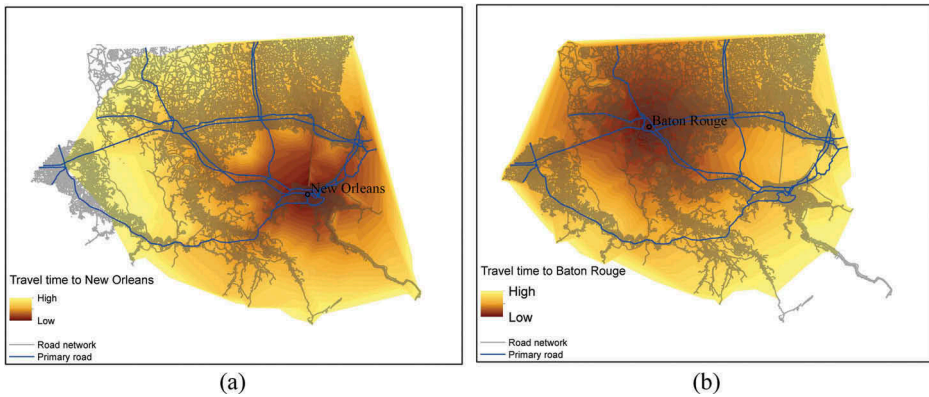 New Orleans
Travel time to New Orleans
High
Low
Road network
Primary road
(a)
Baton Rouge
Travel time to Baton Rouge
High
Low
Road network
Primary road
(b)